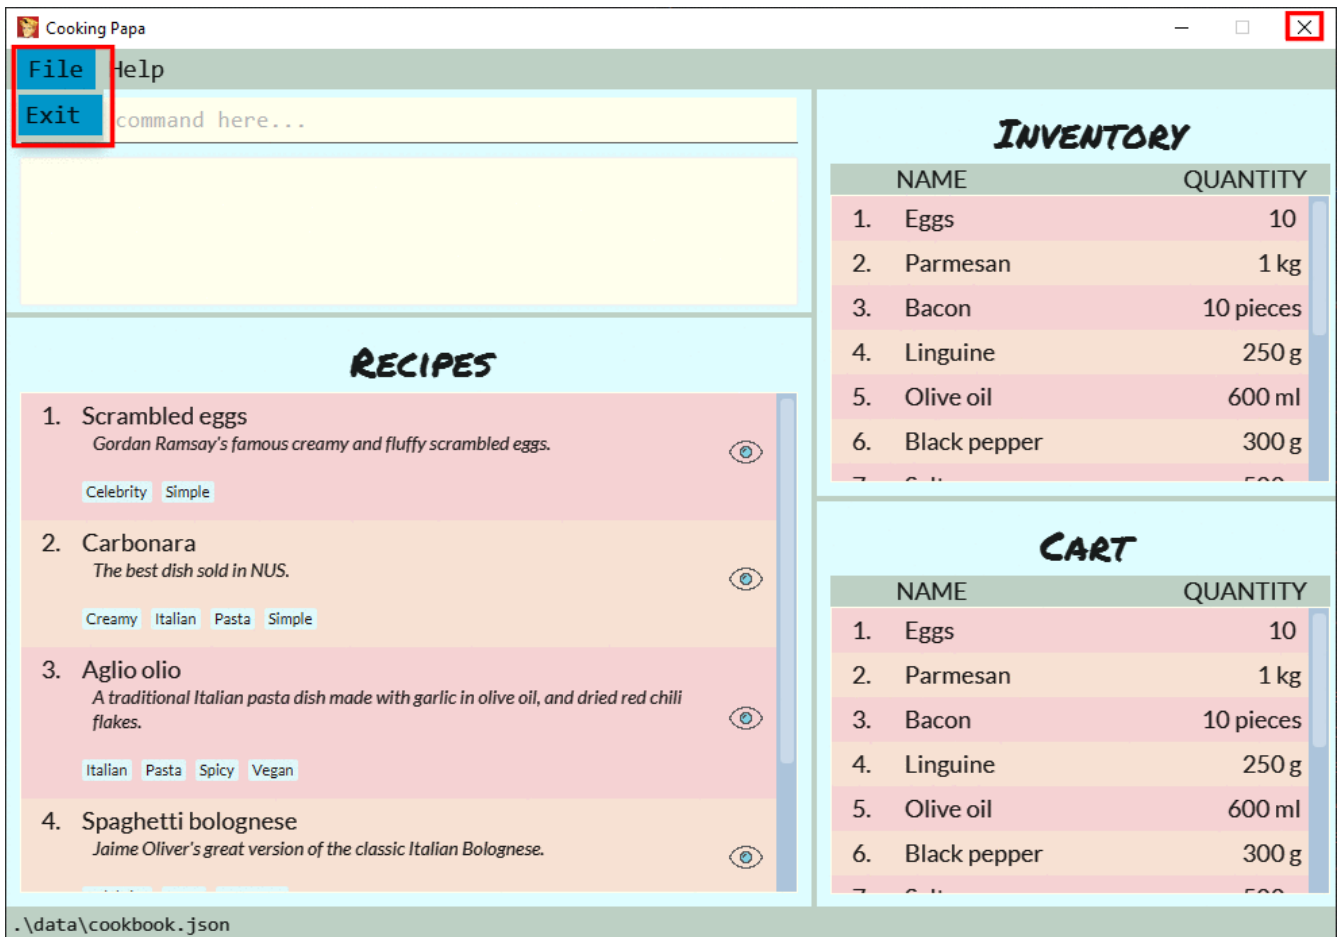 Cooking Papa
File Help
Exit
command here...
RECIPES
1. Scrambled eggs
Gordan Ramsay's famous creamy and fluffy scrambled eggs.
Celebrity Simple
2. Carbonara
The best dish sold in NUS.
Creamy Italian Pasta Simple
3. Aglio olio
A traditional Italian pasta dish made with garlic in olive oil, and dried red chili
flakes.
Italian Pasta Spicy Vegan
4. Spaghetti bolognese
Jaime Oliver's great version of the classic Italian Bolognese.
INVENTORY
NAME QUANTITY
1. Eggs 10
2. Parmesan 1 kg
3. Bacon 10 pieces
4. Linguine 250 g
5. Olive oil 600 ml
6. Black pepper 300 g
CART
NAME QUANTITY
1. Eggs 10
2. Parmesan 1 kg
3. Bacon 10 pieces
4. Linguine 250 g
5. Olive oil 600 ml
6. Black pepper 300 g
.\data\cookbook.json